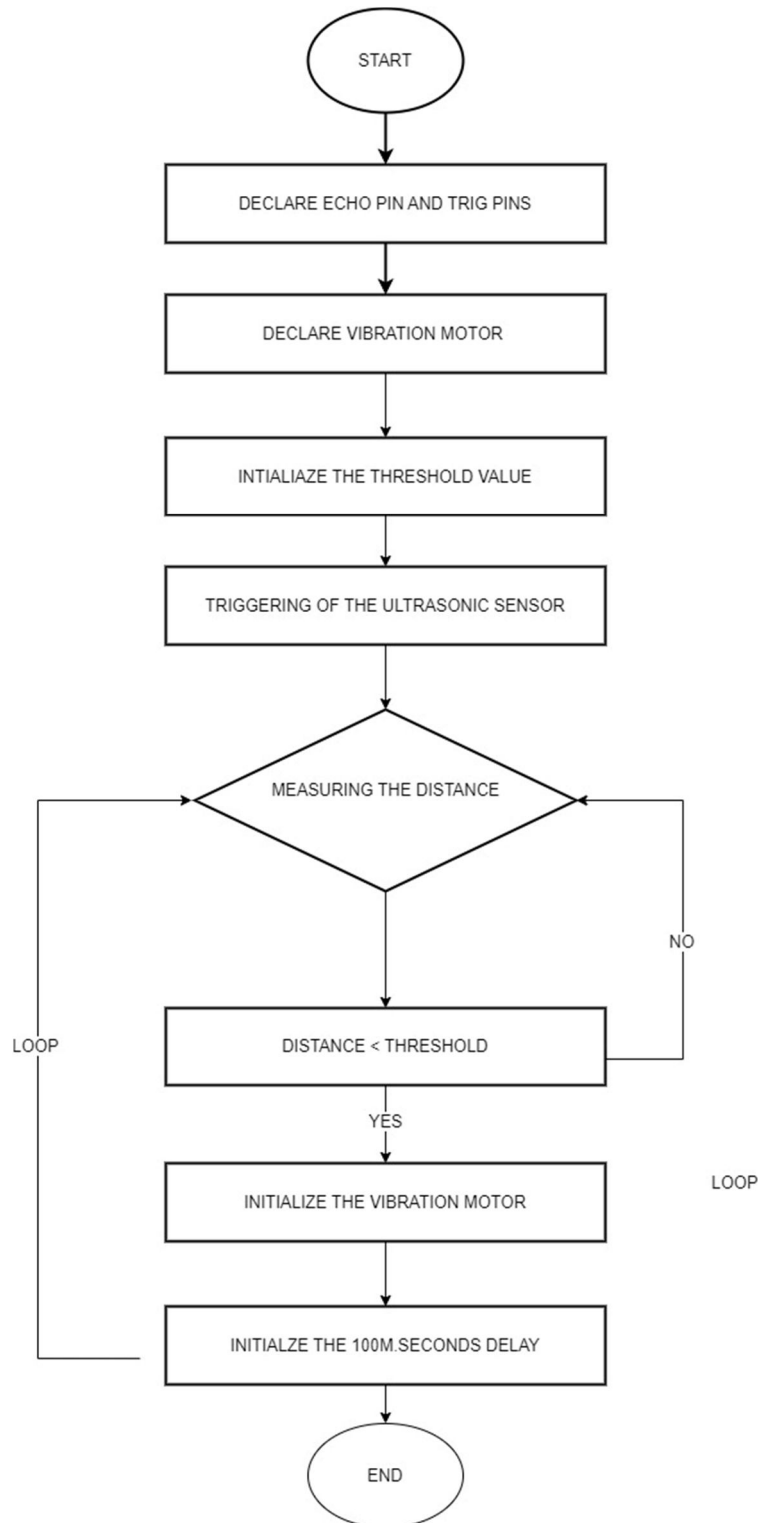 START
DECLARE ECHO PIN AND TRIG PINS
DECLARE VIBRATION MOTOR
INTIALIAZE THE THRESHOLD VALUE
TRIGGERING OF THE ULTRASONIC SENSOR
MEASURING THE DISTANCE
NO
LOOP
DISTANCE < THRESHOLD
YES
LOOP
INITIALIZE THE VIBRATION MOTOR
INITIALZE THE 100M.SECONDS DELAY
END